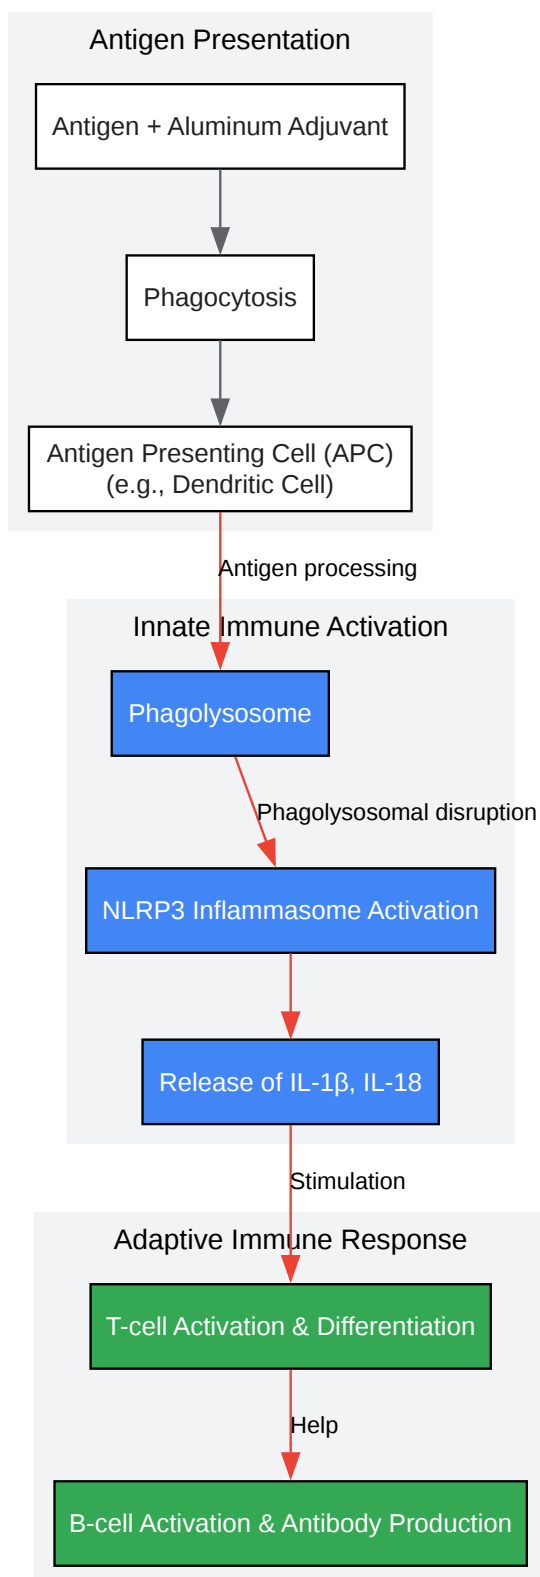 Antigen Presentation
Antigen + Aluminum Adjuvant
Phagocytosis
Antigen Presenting Cell (APC)
(e.g., Dendritic Cell)
Antigen processing
Innate Immune Activation
Phagolysosome
Phagolysosomal disruption
NLRP3 Inflammasome Activation
Release of IL-1β, IL-18
Stimulation
Adaptive Immune Response
T-cell Activation & Differentiation
Help
B-cell Activation & Antibody Production